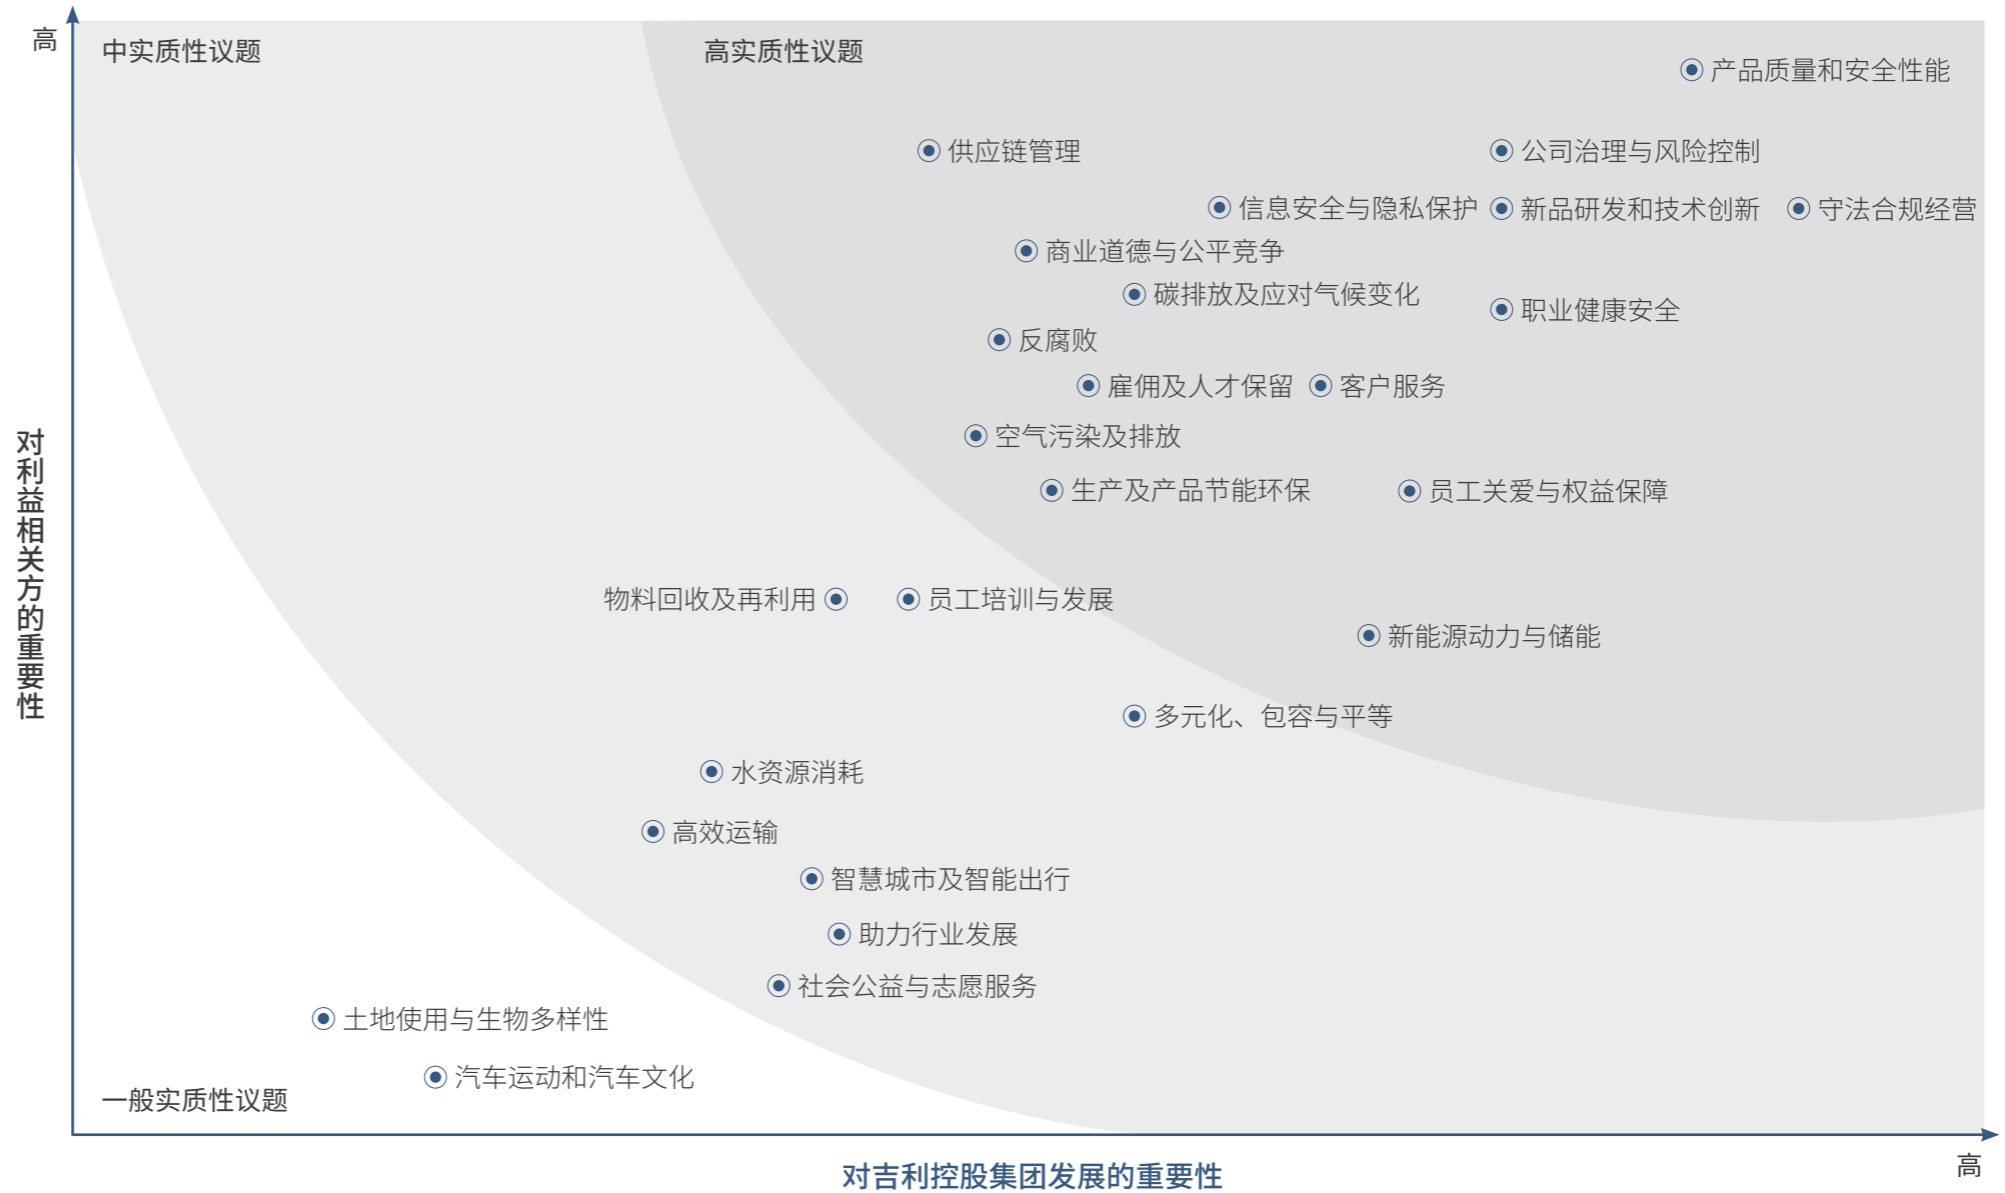 高
中实质性议题
高实质性议题
产品质量和安全性能
供应链管理
公司治理与风险控制
信息安全与隐私保护
新品研发和技术创新
守法合规经营
商业道德与公平竞争
碳排放及应对气候变化
职业健康安全
反腐败
雇佣及人才保留
客户服务
空气污染及排放
生产及产品节能环保
员工关爱与权益保障
对利益相关方的重要性
物料回收及再利用
员工培训与发展
新能源动力与储能
多元化、包容与平等
水资源消耗
高效运输
智慧城市及智能出行
助力行业发展
社会公益与志愿服务
土地使用与生物多样性
汽车运动和汽车文化
一般实质性议题
对吉利控股集团发展的重要性
高